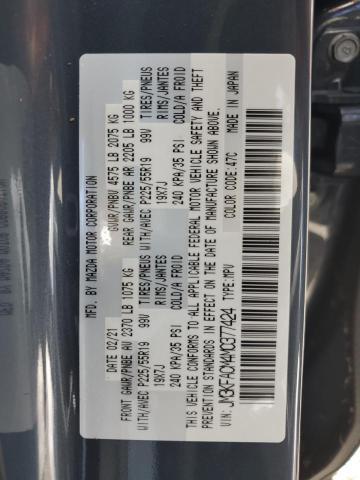 MFD. BY MAZDA MOTOR CORPORATION
DATE 02/21 GVWR/PNBV 4575 LB 2075 KG
FRONT GAWR/PNBE AV 2370 LB 1075 KG REAR GAWR/PNBE AR 2205 LB 1000 KG
WITH/AVEC P225/55R19 99V TIRES/PNEUS WITH/AVEC P225/55R19 99V TIRES/PNEUS
19X7J RIMS/JANTES 19X7J RIMS/JANTES
240 KPA/35 PSI COLD/A FROID 240 KPA/35 PSI COLD/A FROID
THIS VEHICLE CONFORMS TO ALL APPLICABLE FEDERAL MOTOR VEHICLE SAFETY AND THEFT
PREVENTION STANDARDS IN EFFECT ON THE DATE OF MANUFACTURE SHOWN ABOVE.
VIN: TYPE: MPV 47C MADE IN JAPAN